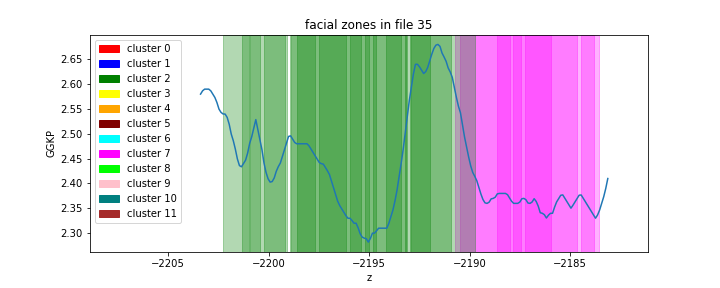 facial zones in file 35
GGKP
2.65
2.60
2.55
2.50
2.45
2.40
2.35
2.30
cluster 0
cluster 1
cluster 2
cluster 3
cluster 4
cluster 5
cluster 6
cluster 7
cluster 8
cluster 9
cluster 10
cluster 11
−2205
−2200
−2195
−2190
−2185
z